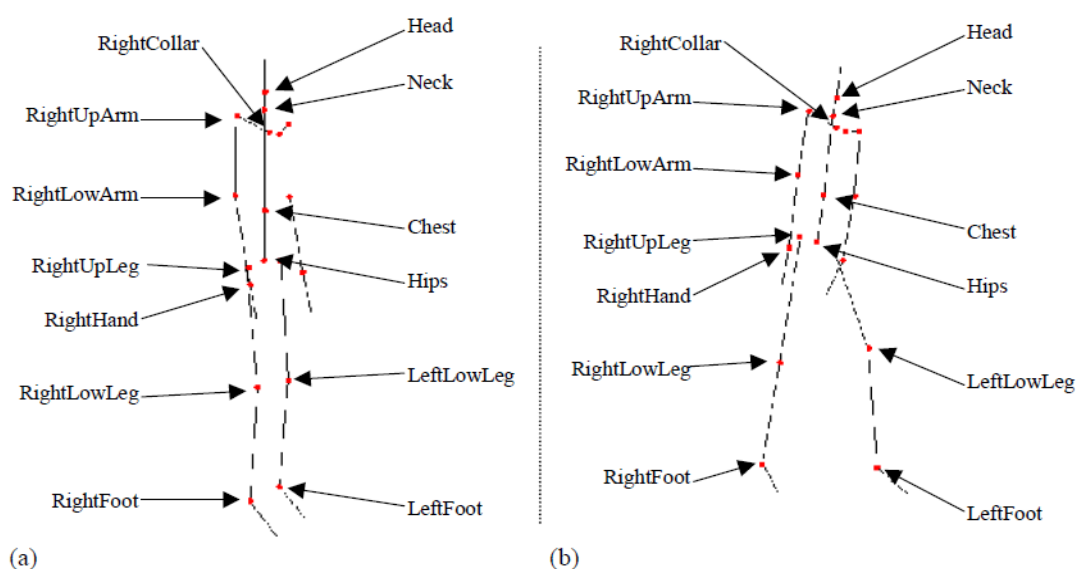 Head
RightCollar
Neck
RightUpArm
RightLowArm
Chest
RightUpLeg
Hips
RightHand
RightLowLeg
LeftLowLeg
RightFoot
LeftFoot
(a)
Head
RightCollar
Neck
RightUpArm
RightLowArm
Chest
RightUpLeg
Hips
RightHand
RightLowLeg
LeftLowLeg
RightFoot
LeftFoot
(b)